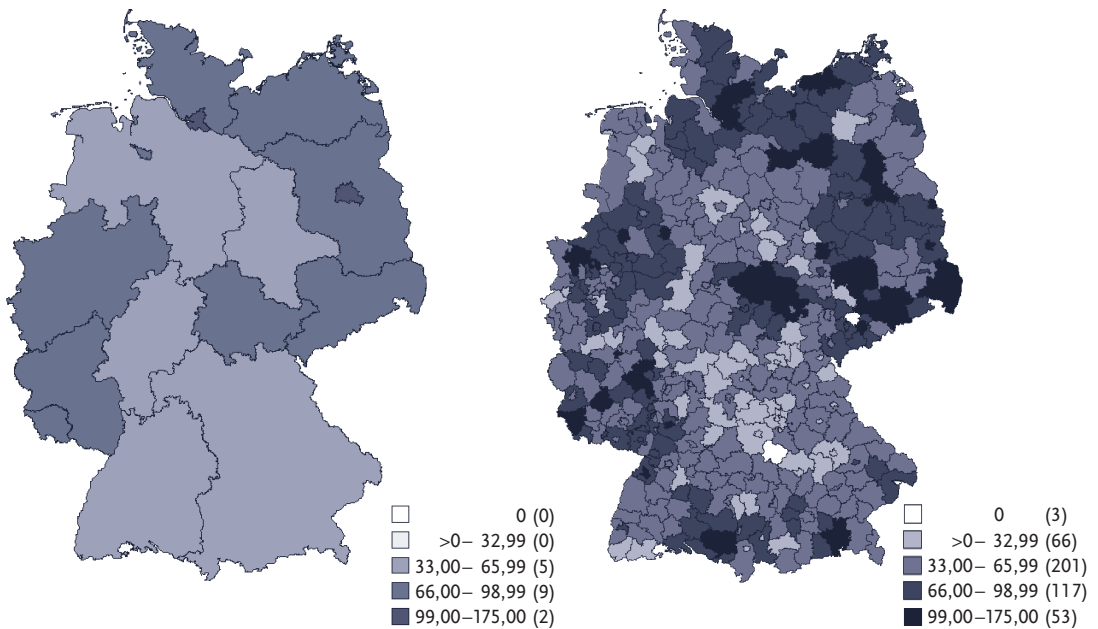 0 (0)
>0– 32,99 (0)
33,00– 65,99 (5)
66,00– 98,99 (9)
99,00–175,00 (2)
0 (3)
>0– 32,99 (66)
33,00– 65,99 (201)
66,00– 98,99 (117)
99,00–175,00 (53)